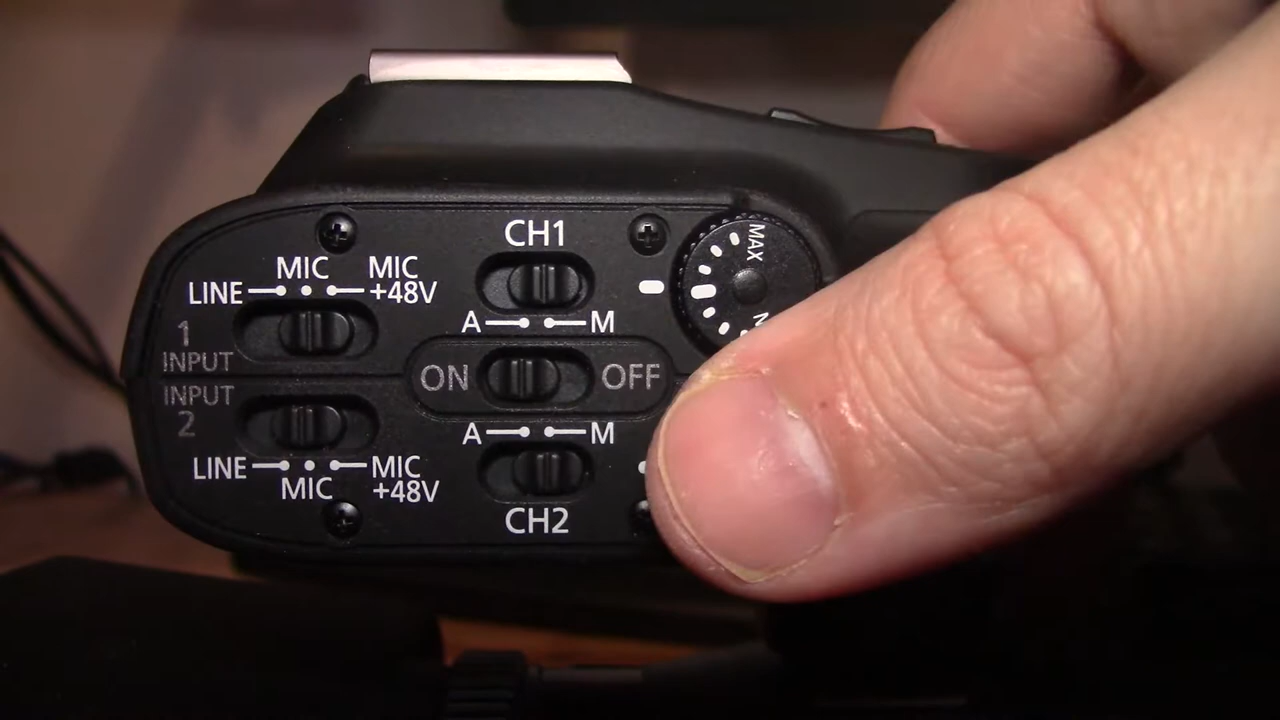 CH1
MIC MIC
LINE +48V
MAX
1
INPUT
A M
ON OFF
INPUT
2
A M
LINE MIC
MIC +48V
CH2